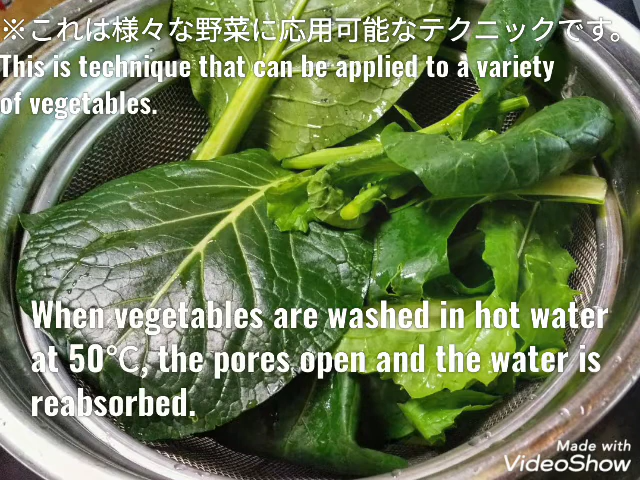 ※これは様々な野菜に応用可能なテクニックです。
This is technique that can be applied to a variety
of vegetables.
When vegetables are washed in hot water
at 50℃, the pores open and the water is
reabsorbed.
Made with
VideoShow